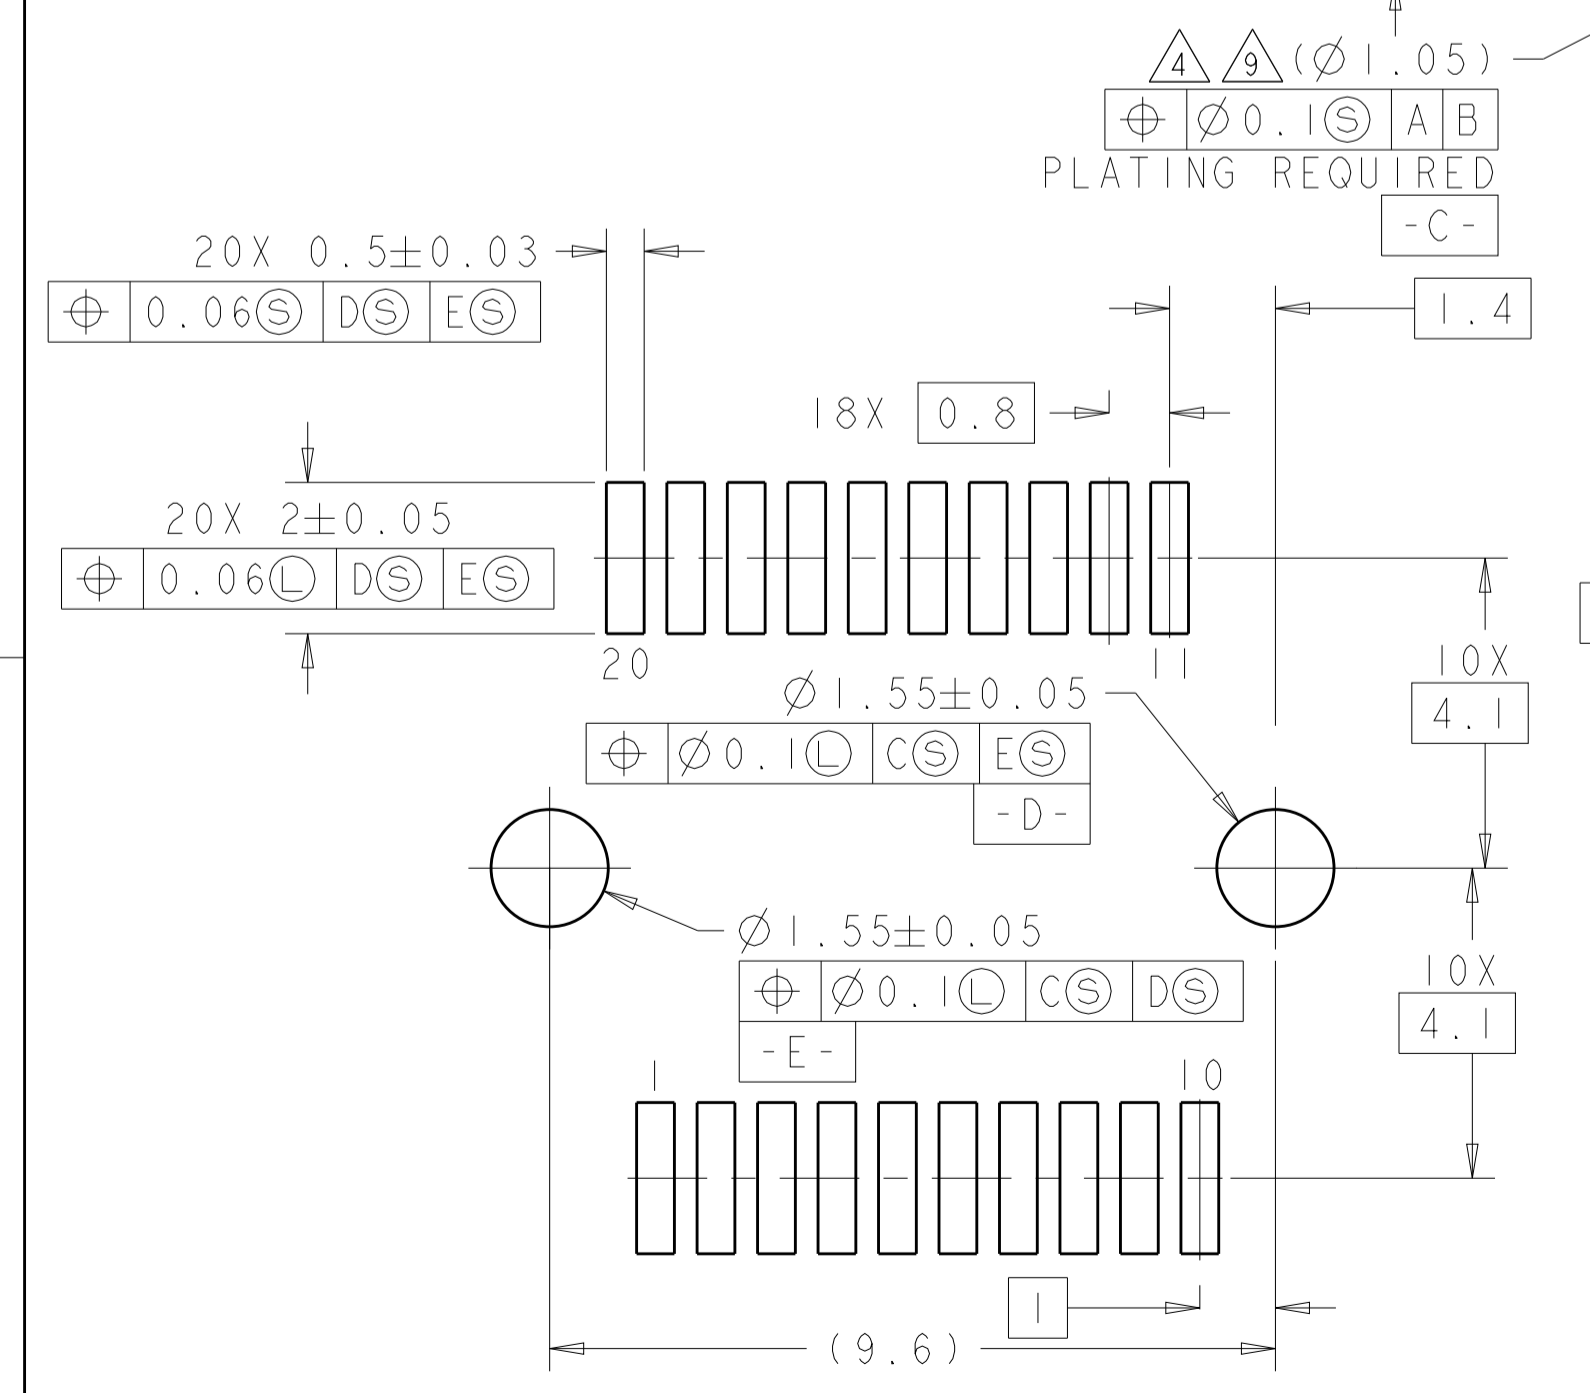 4 9 (Ø1.05)
⌖ Ø0.1Ⓢ A B
PLATING REQUIRED
-C-
20X 0.5±0.03
⌖ 0.06Ⓢ DⓈ EⓈ
1.4
18X 0.8
20X 2±0.05
⌖ 0.06Ⓛ DⓈ EⓈ
20
11
10X
4.1
Ø1.55±0.05
⌖ Ø0.1Ⓛ CⓈ EⓈ
-D-
Ø1.55±0.05
⌖ Ø0.1Ⓛ CⓈ DⓈ
-E-
10X
4.1
1
10
1
(9.6)